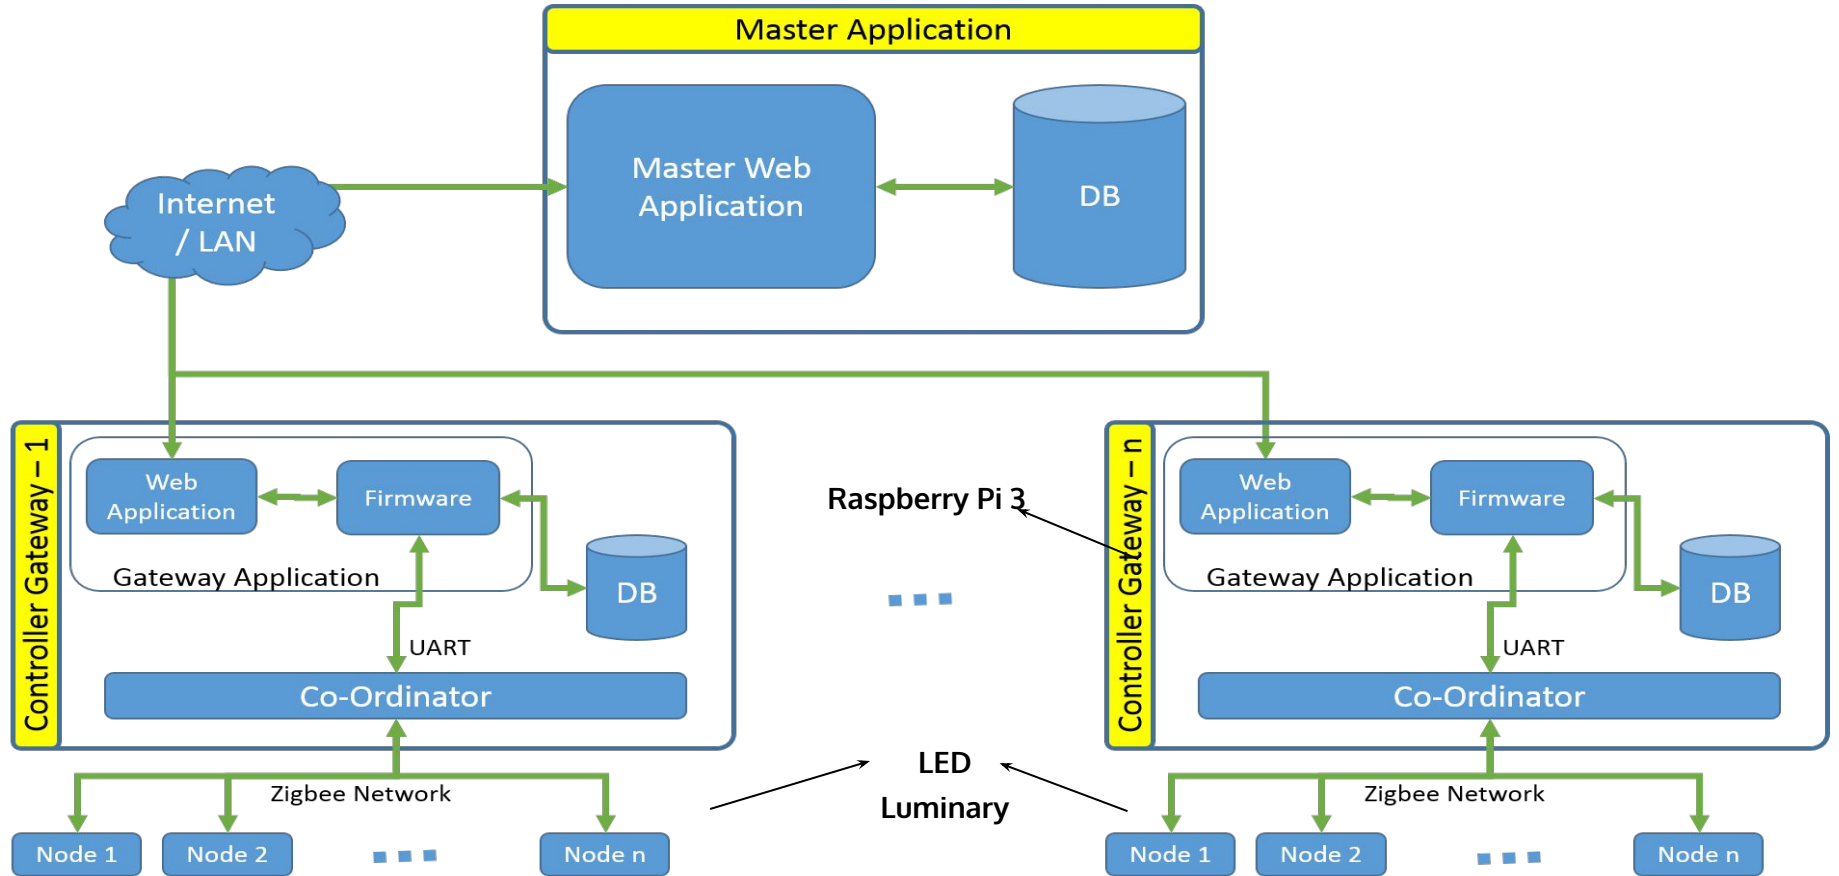 Master Application
Master Web
Application
DB
Internet
/ LAN
Controller Gateway – 1
Web
Application
Firmware
Gateway Application
DB
UART
Co-Ordinator
Zigbee Network
Node 1
Node 2
Node n
Raspberry Pi 3
LED
Luminary
Controller Gateway – n
Web
Application
Firmware
Gateway Application
DB
UART
Co-Ordinator
Zigbee Network
Node 1
Node 2
Node n